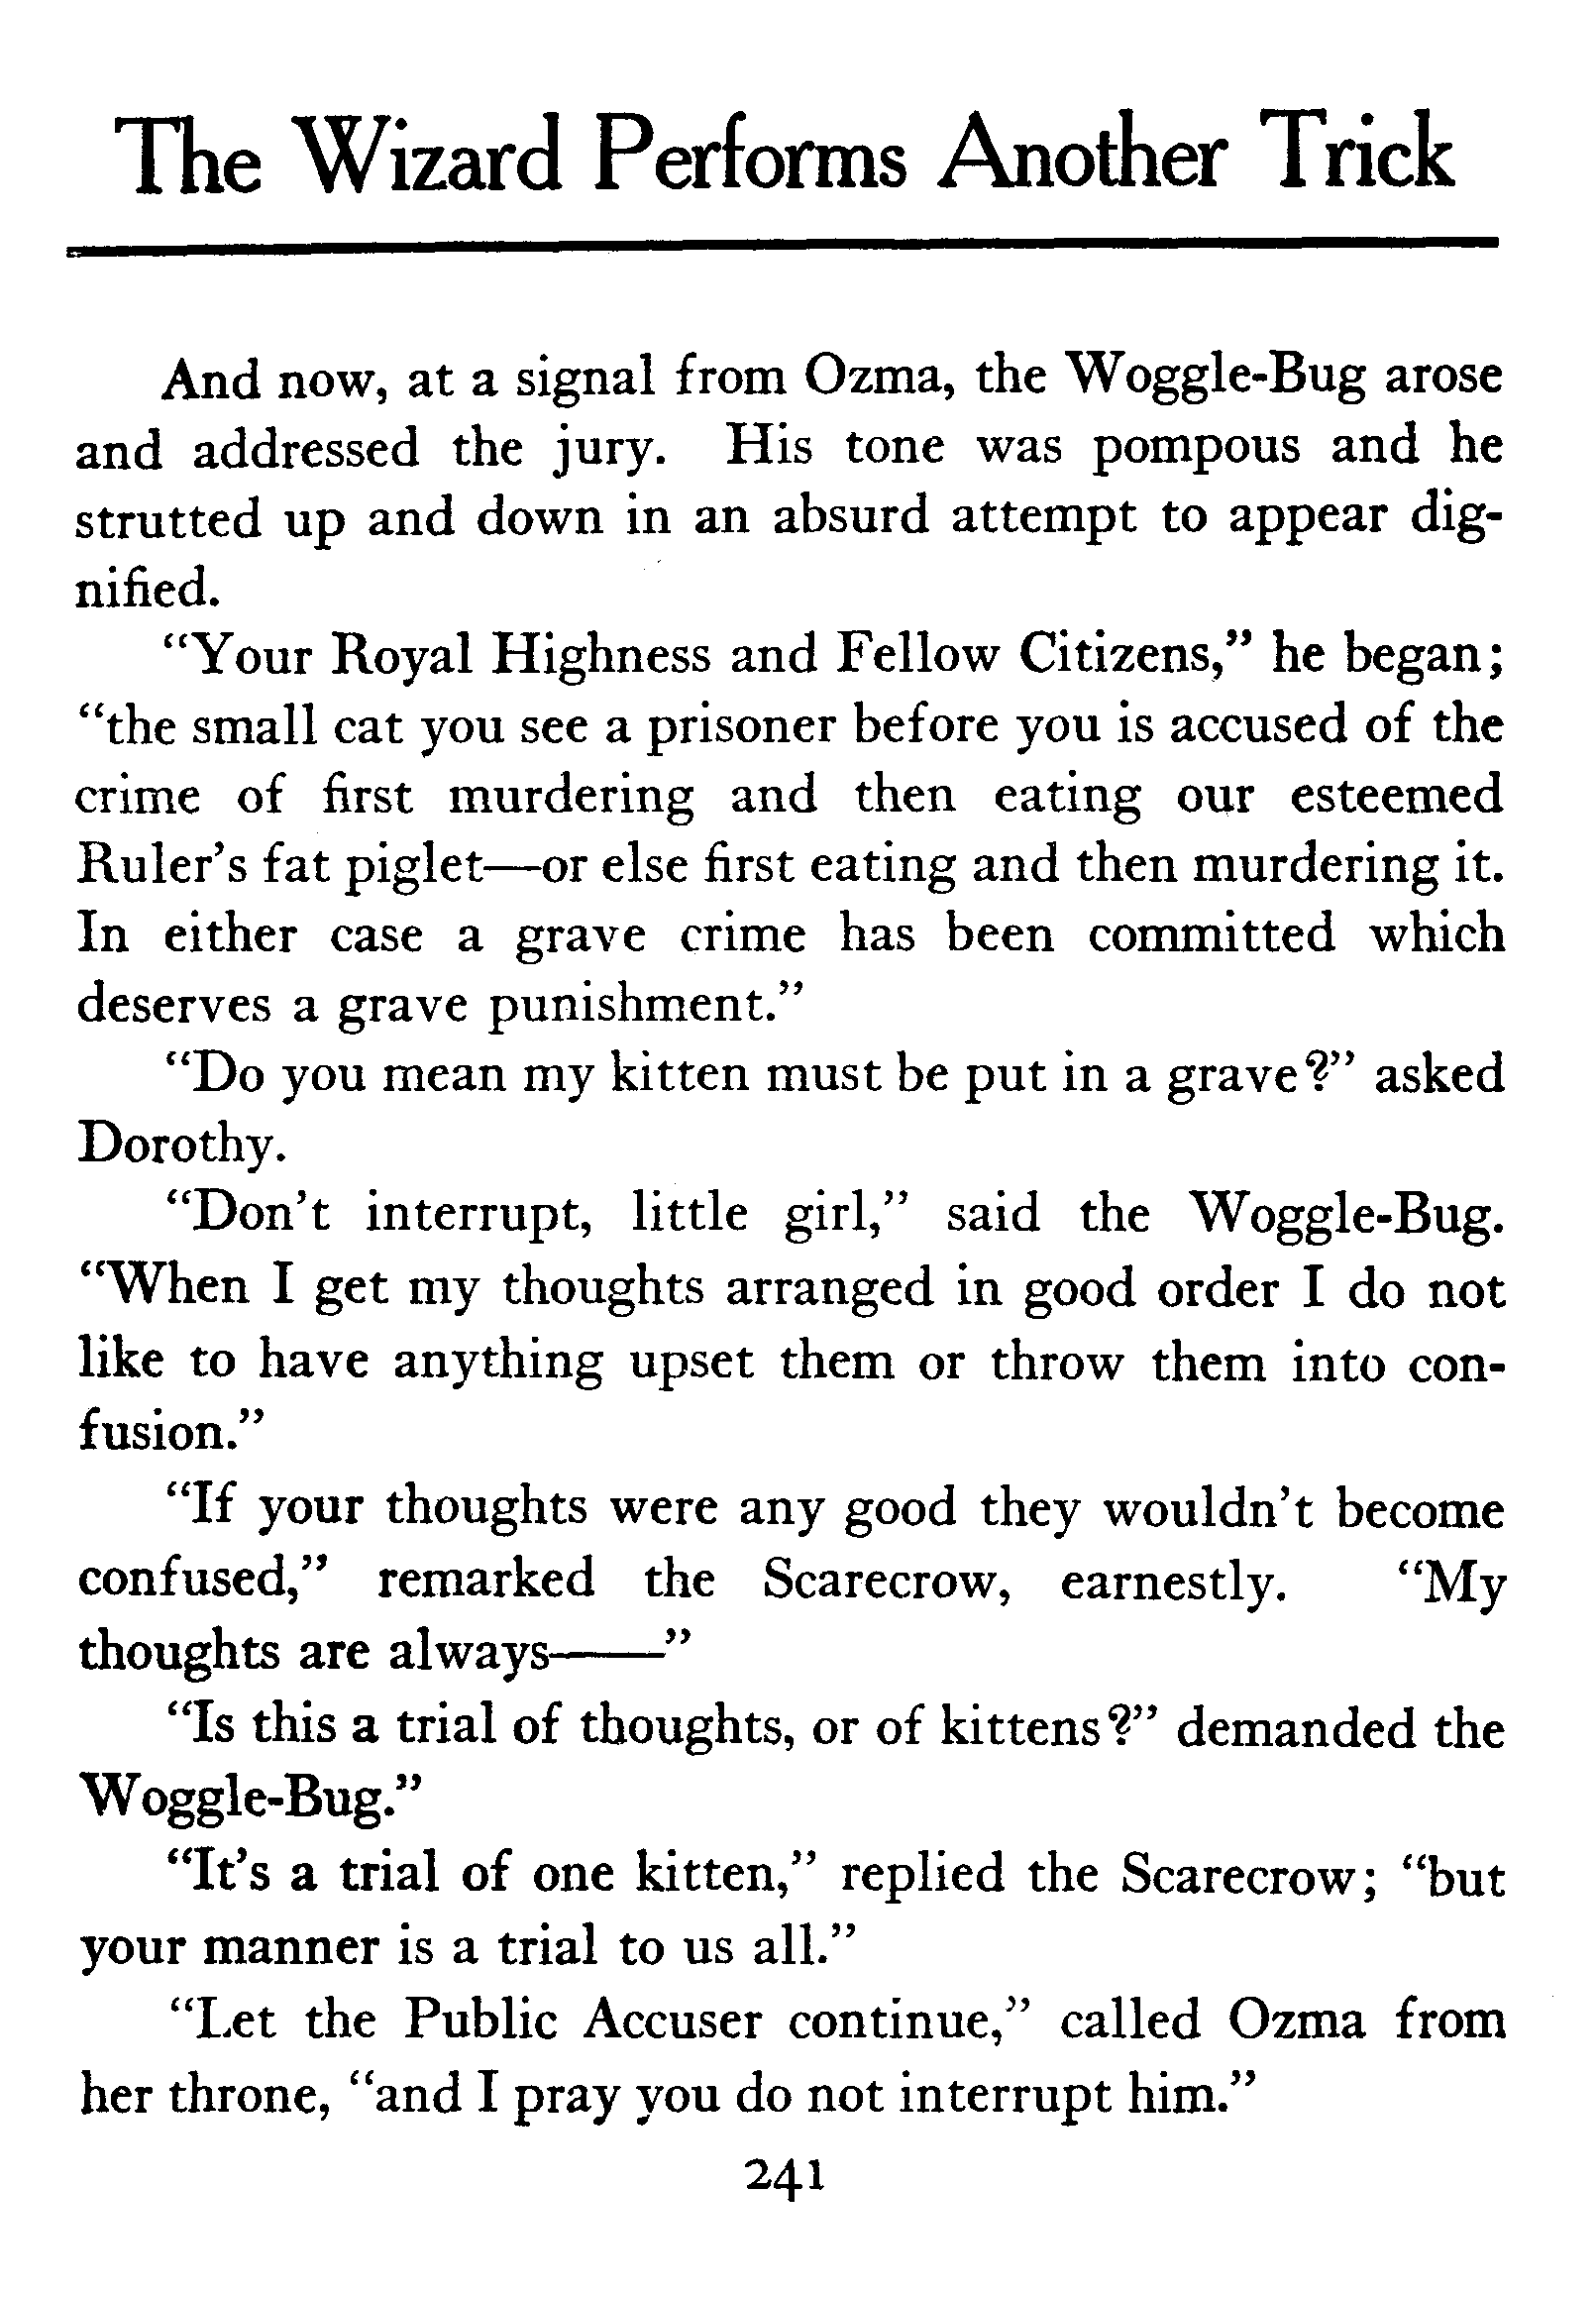 The Wizard Performs Another Trick
And now, at a signal from Ozma, the Woggle-Bug arose
and addressed the jury. His tone was pompous and he
strutted up and down in an absurd attempt to appear dig-
nified.
“Your Royal Highness and Fellow Citizens,” he began;
“the small cat you see a prisoner before you is accused of the
crime of first murdering and then eating our esteemed
Ruler’s fat piglet—or else first eating and then murdering it.
In either case a grave crime has been committed which
deserves a grave punishment.”
“Do you mean my kitten must be put in a grave?” asked
Dorothy.
“Don’t interrupt, little girl,” said the Woggle-Bug.
“When I get my thoughts arranged in good order I do not
like to have anything upset them or throw them into con-
fusion.”
“If your thoughts were any good they wouldn’t become
confused,” remarked the Scarecrow, earnestly. “My
thoughts are always——”
“Is this a trial of thoughts, or of kittens?” demanded the
Woggle-Bug.”
“It’s a trial of one kitten,” replied the Scarecrow; “but
your manner is a trial to us all.”
“Let the Public Accuser continue,” called Ozma from
her throne, “and I pray you do not interrupt him.”
241